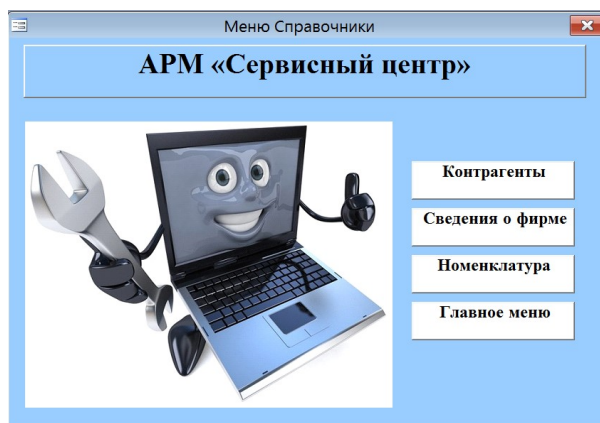 Меню Справочники
АРМ «Сервисный центр»
Контрагенты
Сведения о фирме
Номенклатура
Главное меню